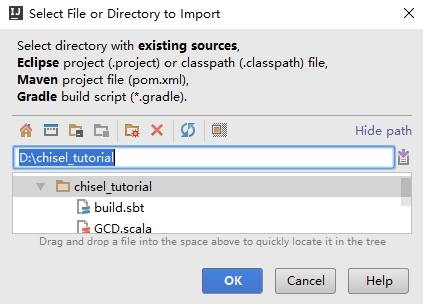 Select File or Directory to Import
Select directory with existing sources,
Eclipse project (.project) or classpath (.classpath) file,
Maven project file (pom.xml),
Gradle build script (*.gradle).
Hide path
D:\chisel_tutorial
chisel_tutorial
build.sbt
GCD.scala
Drag and drop a file into the space above to quickly locate it in the tree
OK
Cancel
Help